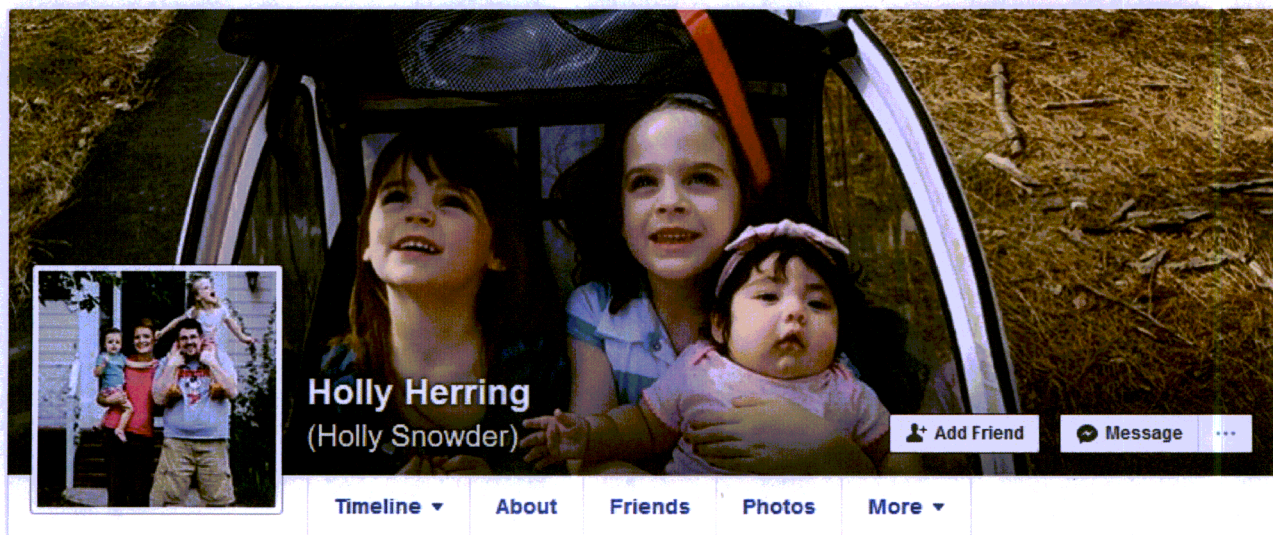 Holly Herring
(Holly Snowder)
Add Friend
Message
Timeline
About
Friends
Photos
More